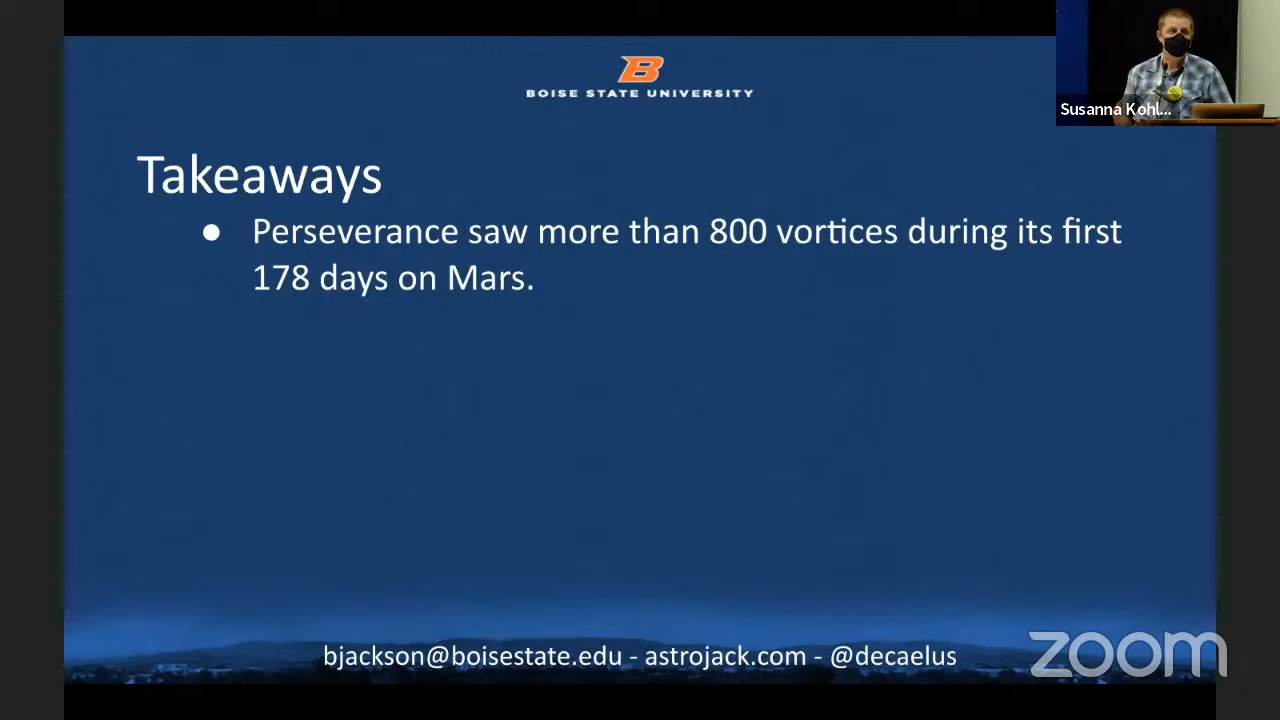 B
BOISE STATE UNIVERSITY
Susanna Kohl...
Takeaways
● Perseverance saw more than 800 vortices during its first
178 days on Mars.
bjackson@boisestate.edu - astrojack.com - @decaelus
zoom